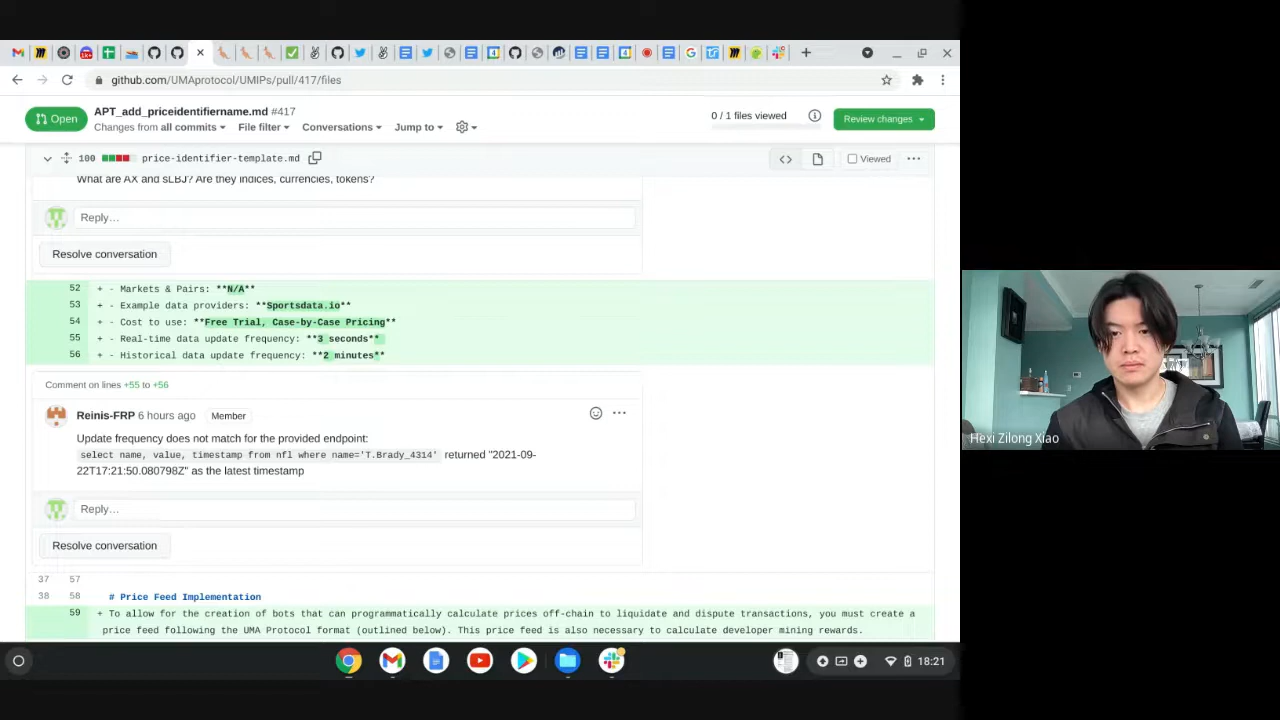 github.com/UMAprotocol/UMIPs/pull/417/files
Open
APT_add_priceidentifiername.md #417
Changes from all commits
File filter
Conversations
Jump to
0 / 1 files viewed
Review changes
100
price-identifier-template.md
Viewed
What are AX and sLBJ? Are they indices, currencies, tokens?
Reply…
Resolve conversation
52 + - Markets & Pairs: **N/A**
53 + - Example data providers: **Sportsdata.io**
54 + - Cost to use: **Free Trial, Case-by-Case Pricing**
55 + - Real-time data update frequency: **3 seconds**
56 + - Historical data update frequency: **2 minutes**
Comment on lines +55 to +56
Reinis-FRP 6 hours ago Member
Update frequency does not match for the provided endpoint:
select name, value, timestamp from nfl where name='T.Brady_4314' returned "2021-09-
22T17:21:50.080798Z" as the latest timestamp
Reply…
Resolve conversation
37 57
38 58 # Price Feed Implementation
59 + To allow for the creation of bots that can programmatically calculate prices off-chain to liquidate and dispute transactions, you must create a
price feed following the UMA Protocol format (outlined below). This price feed is also necessary to calculate developer mining rewards.
18:21
Hexi Zilong Xiao